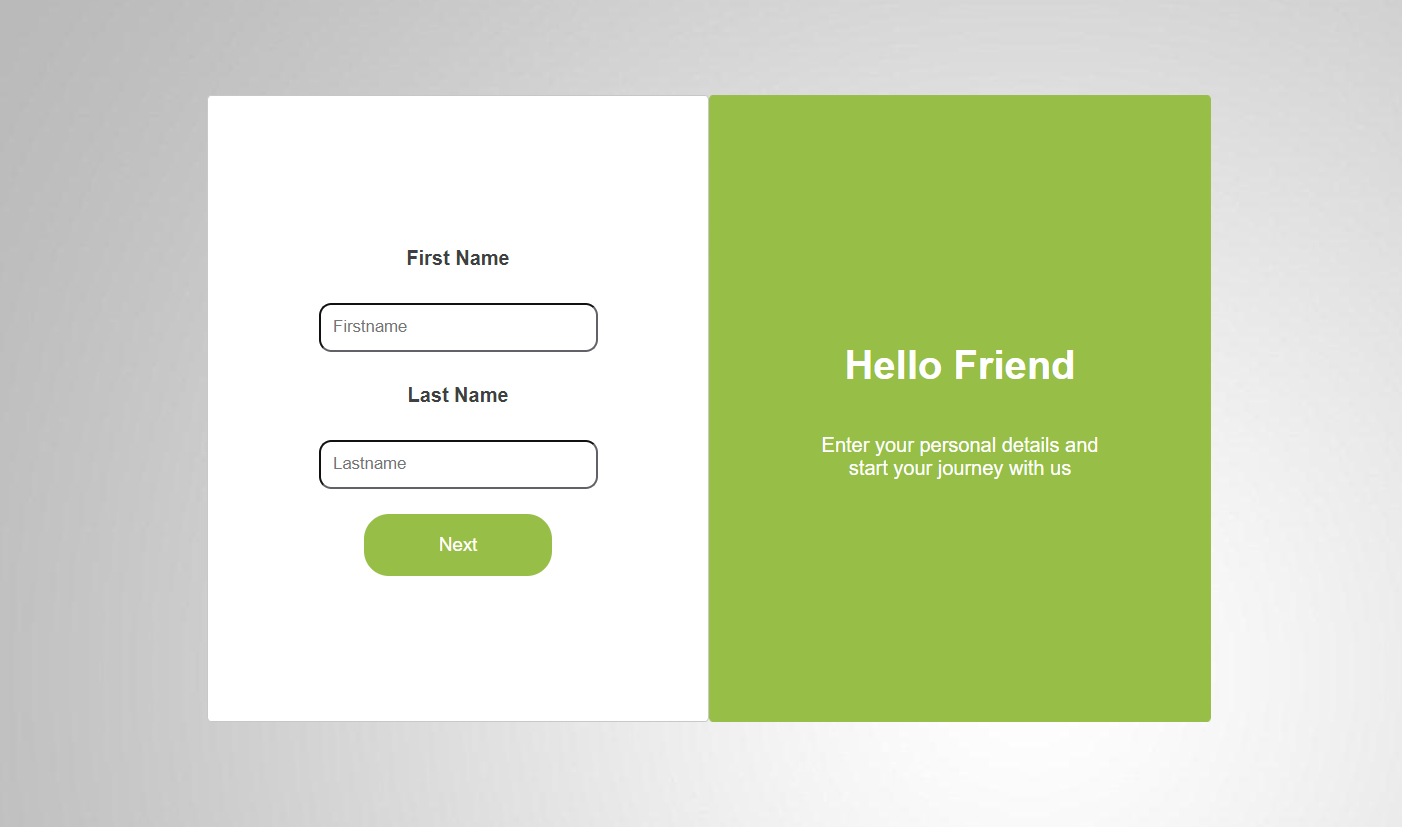 First Name
Firstname
Last Name
Lastname
Next
Hello Friend
Enter your personal details and
start your journey with us